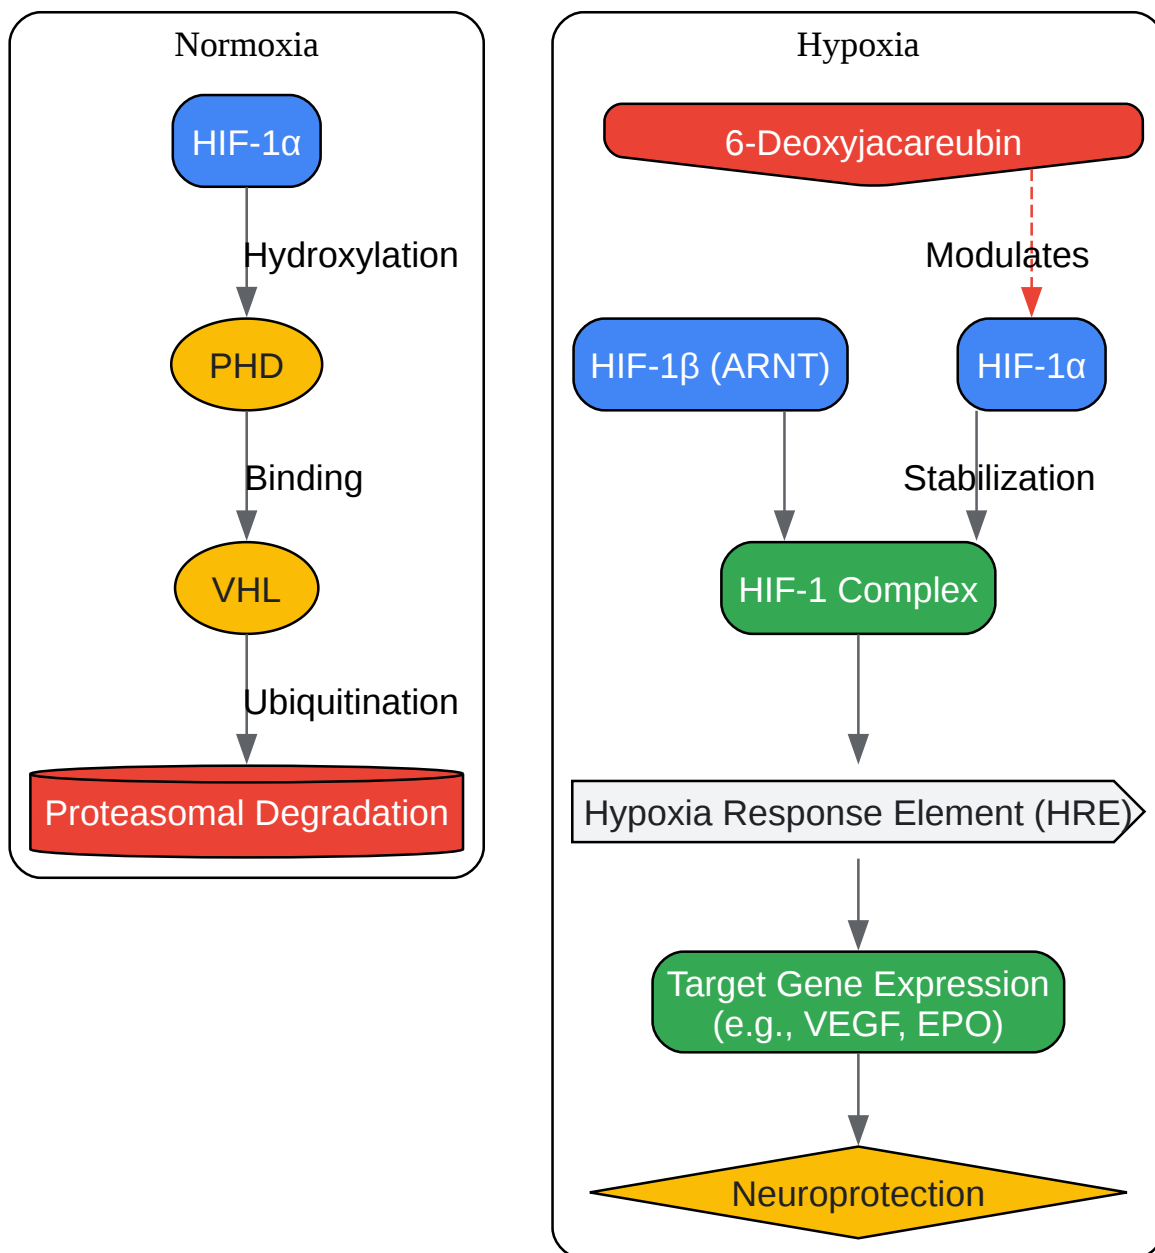 Normoxia
HIF-1α
Hydroxylation
PHD
Binding
VHL
Ubiquitination
Proteasomal Degradation
Hypoxia
6-Deoxyjacareubin
Modulates
HIF-1β (ARNT)
HIF-1α
Stabilization
HIF-1 Complex
Hypoxia Response Element (HRE)
Target Gene Expression
(e.g., VEGF, EPO)
Neuroprotection